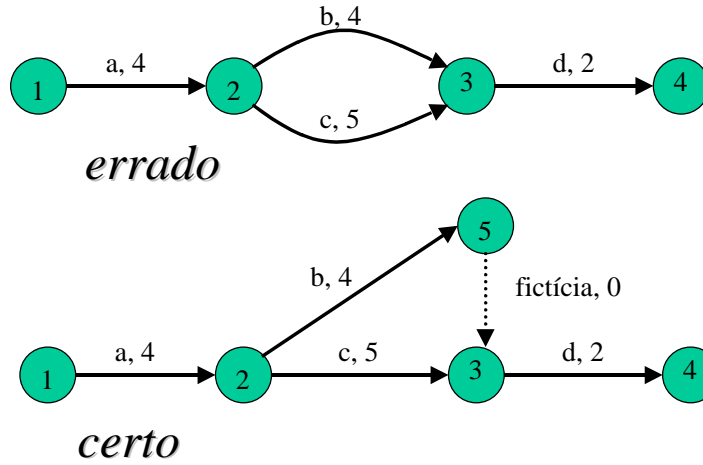 b, 4
a, 4
d, 2
1
2
3
4
c, 5
errado
5
b, 4
fictícia, 0
a, 4
c, 5
d, 2
1
2
3
4
certo